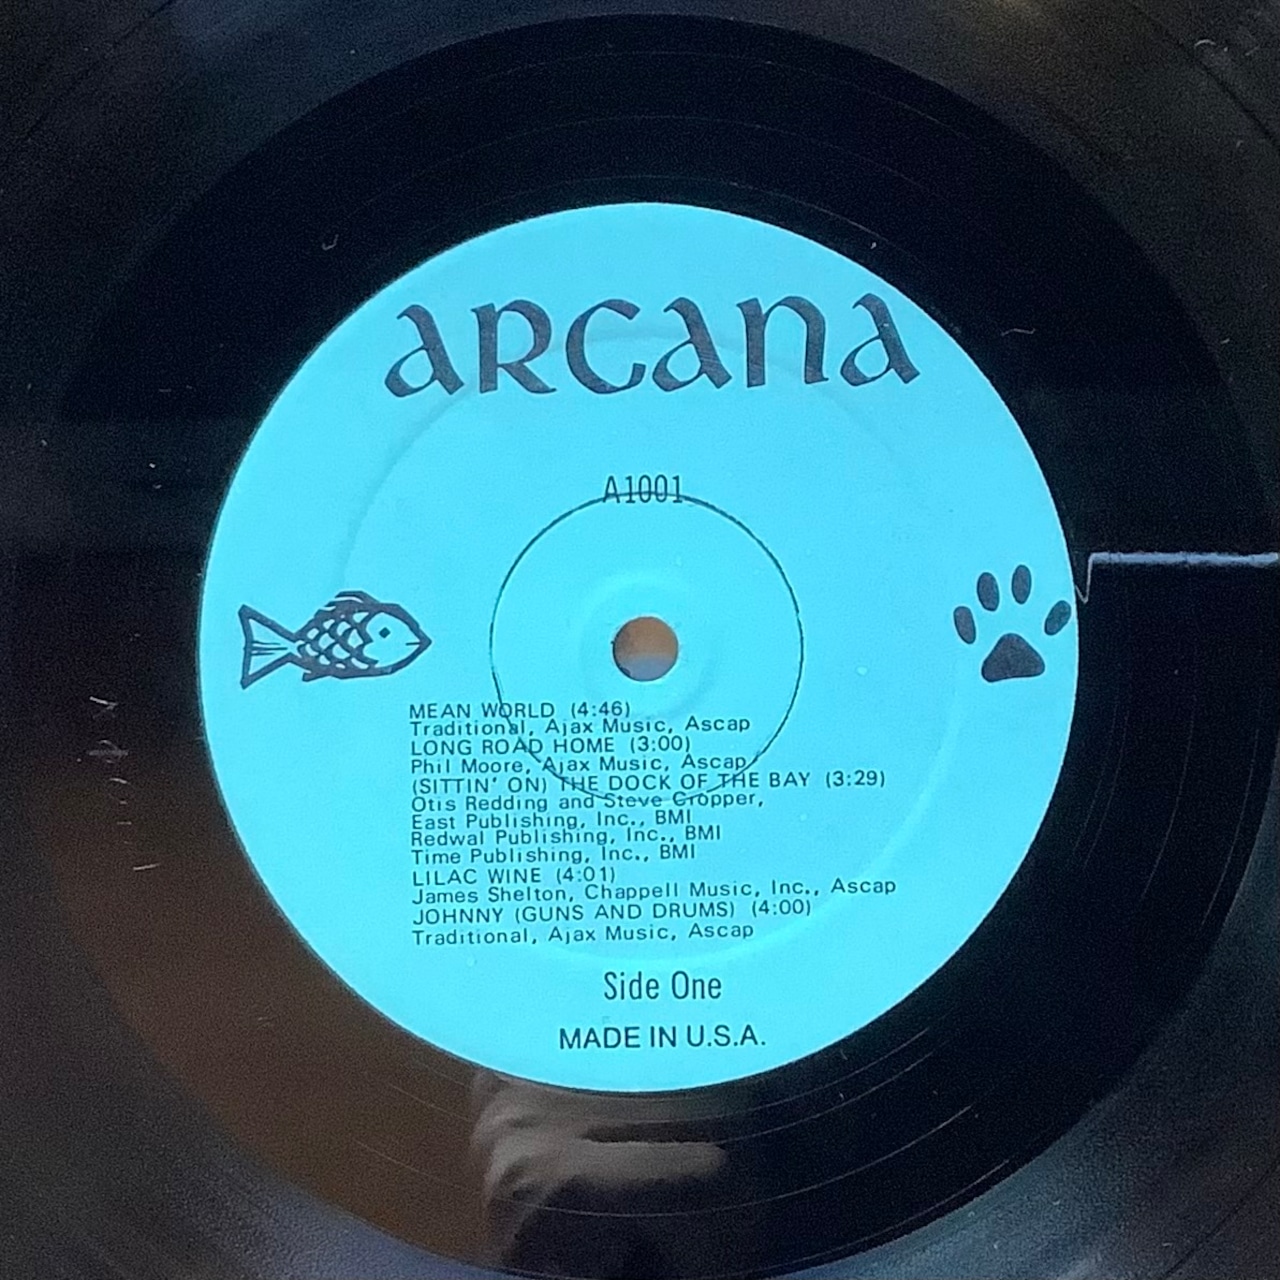 ARCANA
A1001
MEAN WORLD (4:46)
Traditional, Ajax Music, Ascap
LONG ROAD HOME (3:00)
Phil Moore, Ajax Music, Ascap
(SITTIN' ON) THE DOCK OF THE BAY (3:29)
Otis Redding and Steve Cropper,
East Publishing, Inc., BMI
Redwal Publishing, Inc., BMI
Time Publishing, Inc., BMI
LILAC WINE (4:01)
James Shelton, Chappell Music, Inc., Ascap
JOHNNY (GUNS AND DRUMS) (4:00)
Traditional, Ajax Music, Ascap
Side One
MADE IN U.S.A.